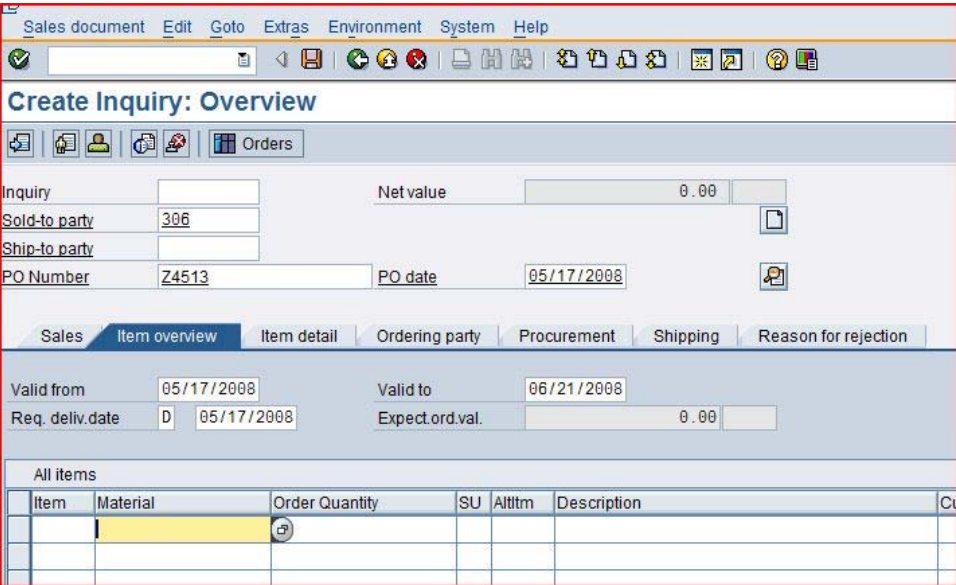 Sales document Edit Goto Extras Environment System Help
Create Inquiry: Overview
Orders
Inquiry Net value 0.00
Sold-to party 306
Ship-to party
PO Number Z4513 PO date 05/17/2008
Sales Item overview Item detail Ordering party Procurement Shipping Reason for rejection
Valid from 05/17/2008 Valid to 06/21/2008
Req. deliv.date D 05/17/2008 Expect.ord.val. 0.00
All items
Item Material Order Quantity SU AltItm Description Cu